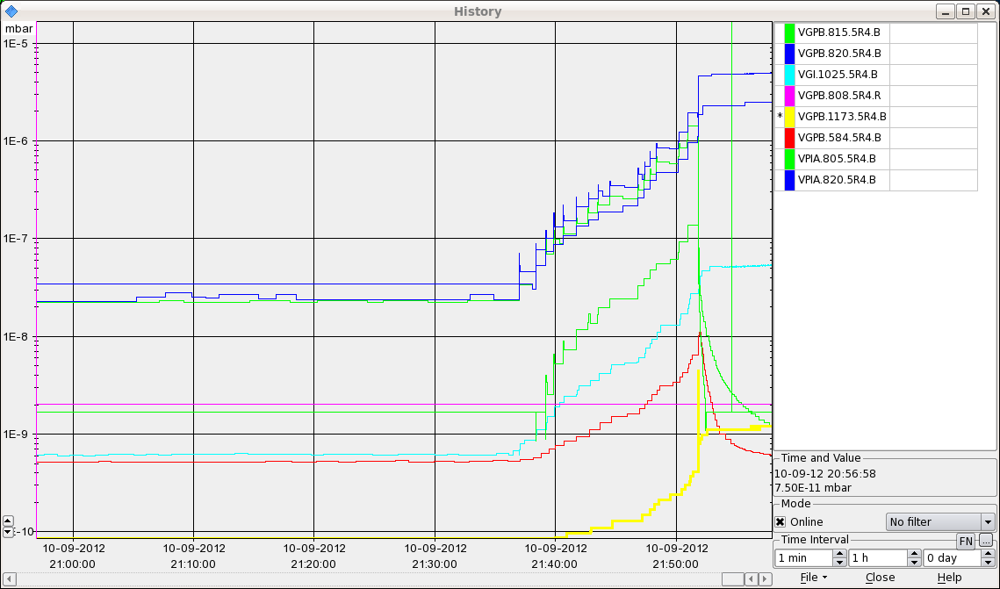 History
mbar
1E-5
1E-6
1E-7
1E-8
1E-9
E-10
10-09-2012 10-09-2012 10-09-2012 10-09-2012 10-09-2012 10-09-2012
21:00:00 21:10:00 21:20:00 21:30:00 21:40:00 21:50:00
VGPB.815.5R4.B
VGPB.820.5R4.B
VGI.1025.5R4.B
VGPB.808.5R4.R
* VGPB.1173.5R4.B
VGPB.584.5R4.B
VPIA.805.5R4.B
VPIA.820.5R4.B
Time and Value
10-09-12 20:56:58
7.50E-11 mbar
Mode
Online No filter
Time Interval FN ...
1 min 1 h 0 day
File Close Help